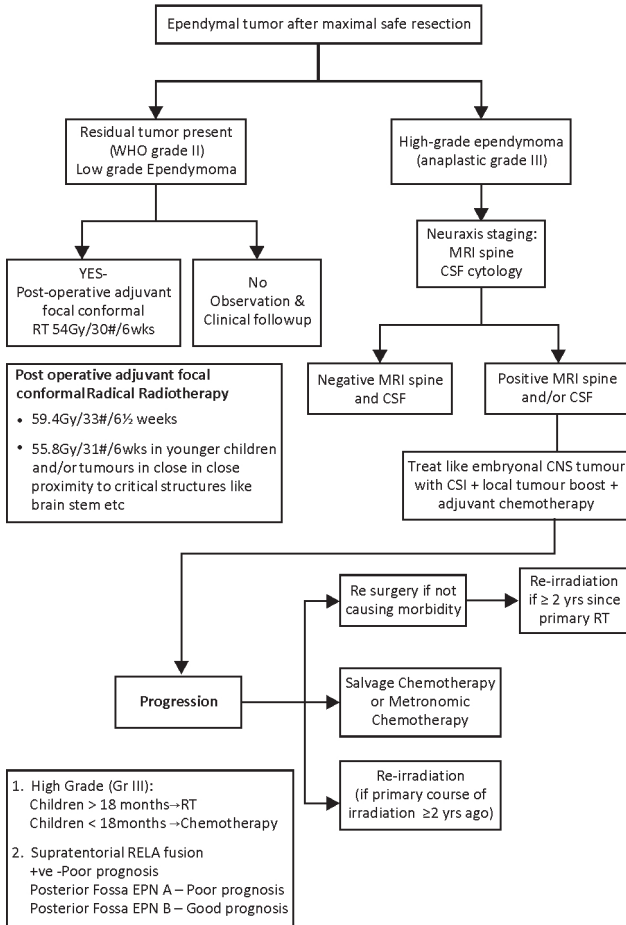 Ependymal tumor after maximal safe resection
Residual tumor present
(WHO grade II)
Low grade Ependymoma
High-grade ependymoma
(anaplastic grade III)
Neuraxis staging:
MRI spine
CSF cytology
YES-
Post-operative adjuvant
focal conformal
RT 54Gy/30#/6wks
No
Observation &
Clinical followup
Negative MRI spine
and CSF
Positive MRI spine
and/or CSF
Post operative adjuvant focal
conformal Radical Radiotherapy
• 59.4Gy/33#/6½ weeks
• 55.8Gy/31#/6wks in younger children
and/or tumours in close in close
proximity to critical structures like
brain stem etc
Treat like embryonal CNS tumour
with CSI + local tumour boost +
adjuvant chemotherapy
Re surgery if not
causing morbidity
Re-irradiation
if ≥ 2 yrs since
primary RT
Progression
Salvage Chemotherapy
or Metronomic
Chemotherapy
Re-irradiation
(if primary course of
irradiation ≥2 yrs ago)
1. High Grade (Gr III):
Children > 18 months→RT
Children < 18months →Chemotherapy
2. Supratentorial RELA fusion
+ve -Poor prognosis
Posterior Fossa EPN A – Poor prognosis
Posterior Fossa EPN B – Good prognosis